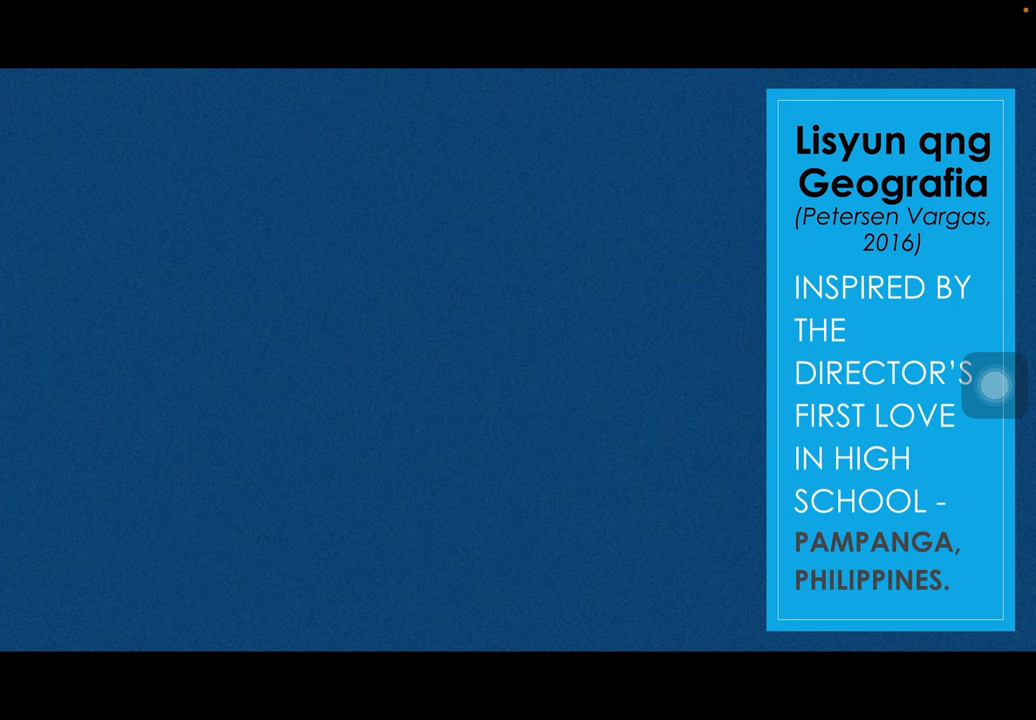 Lisyun qng
Geografia
(Petersen Vargas,
2016)
INSPIRED BY
THE
DIRECTOR’S
FIRST LOVE
IN HIGH
SCHOOL -
PAMPANGA,
PHILIPPINES.